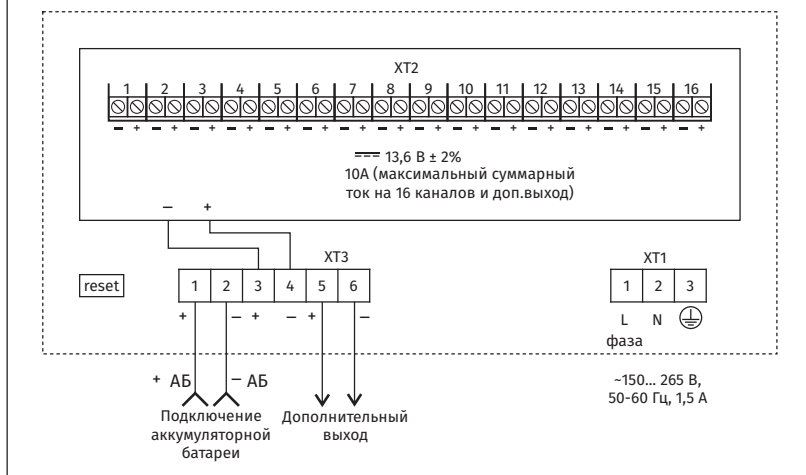 XT2
1 2 3 4 5 6 7 8 9 10 11 12 13 14 15 16
− + − + − + − + − + − + − + − + − + − + − + − + − + − + − + − +
13,6 В ± 2%
10А (максимальный суммарный
ток на 16 каналов и доп.выход)
− +
XT3
XT1
reset
1 2 3 4 5 6
1 2 3
+ − + − + −
L N
фаза
+ АБ − АБ
Подключение
аккумуляторной
батареи
Дополнительный
выход
~150... 265 В,
50-60 Гц, 1,5 А